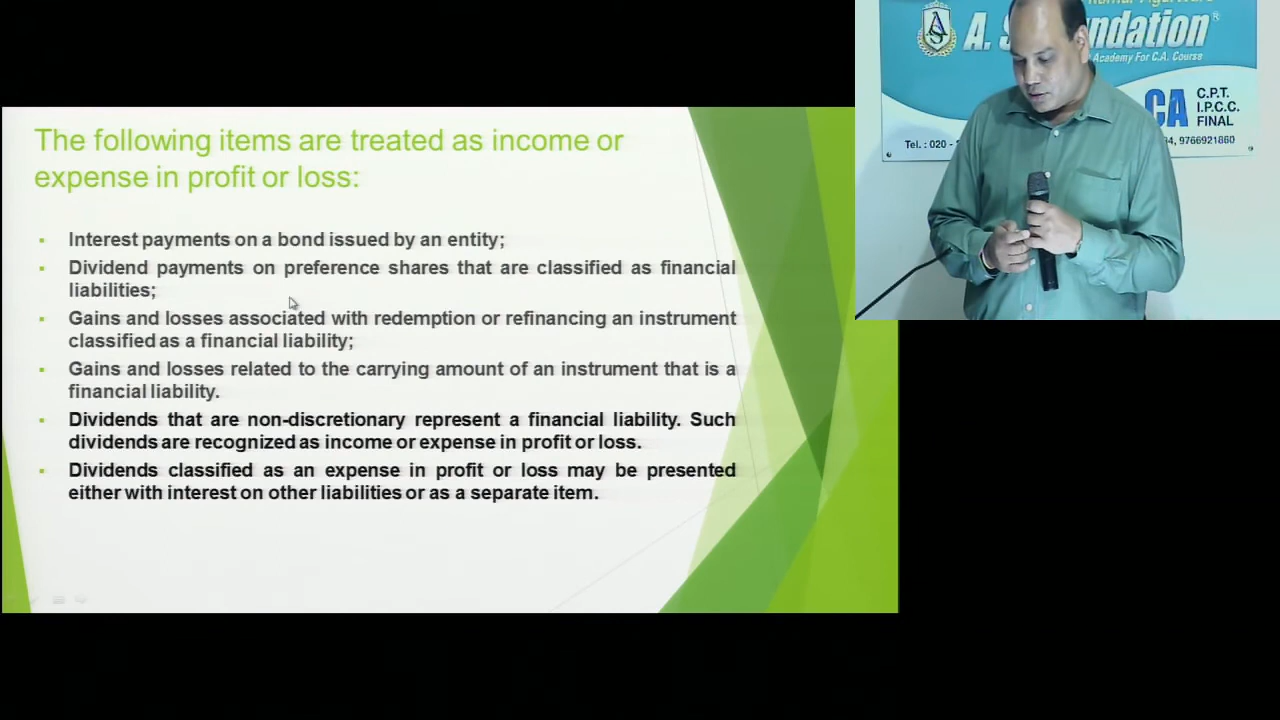 The following items are treated as income or
expense in profit or loss:
▪ Interest payments on a bond issued by an entity;
▪ Dividend payments on preference shares that are classified as financial
liabilities;
▪ Gains and losses associated with redemption or refinancing an instrument
classified as a financial liability;
▪ Gains and losses related to the carrying amount of an instrument that is a
financial liability.
▪ Dividends that are non-discretionary represent a financial liability. Such
dividends are recognized as income or expense in profit or loss.
▪ Dividends classified as an expense in profit or loss may be presented
either with interest on other liabilities or as a separate item.
A. S ndation®
Academy For C.A. Course
CA
C.P.T.
I.P.C.C.
FINAL
Tel. : 020 -
4, 9766921860